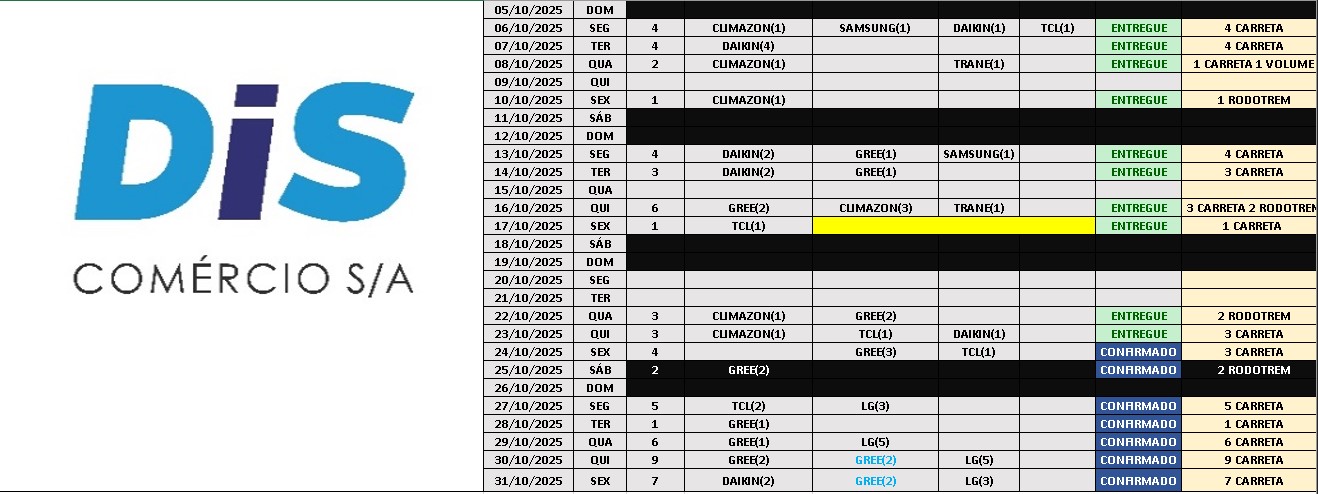 DiS
COMÉRCIO S/A
05/10/2025 DOM
06/10/2025 SEG 4 CLIMAZON(1) SAMSUNG(1) DAIKIN(1) TCL(1) ENTREGUE 4 CARRETA
07/10/2025 TER 4 DAIKIN(4) ENTREGUE 4 CARRETA
08/10/2025 QUA 2 CLIMAZON(1) TRANE(1) ENTREGUE 1 CARRETA 1 VOLUME
09/10/2025 QUI
10/10/2025 SEX 1 CLIMAZON(1) ENTREGUE 1 RODOTREM
11/10/2025 SÁB
12/10/2025 DOM
13/10/2025 SEG 4 DAIKIN(2) GREE(1) SAMSUNG(1) ENTREGUE 4 CARRETA
14/10/2025 TER 3 DAIKIN(2) GREE(1) ENTREGUE 3 CARRETA
15/10/2025 QUA
16/10/2025 QUI 6 GREE(2) CLIMAZON(3) TRANE(1) ENTREGUE 3 CARRETA 2 RODOTREM
17/10/2025 SEX 1 TCL(1) ENTREGUE 1 CARRETA
18/10/2025 SÁB
19/10/2025 DOM
20/10/2025 SEG
21/10/2025 TER
22/10/2025 QUA 3 CLIMAZON(1) GREE(2) ENTREGUE 2 RODOTREM
23/10/2025 QUI 3 CLIMAZON(1) TCL(1) DAIKIN(1) ENTREGUE 3 CARRETA
24/10/2025 SEX 4 GREE(3) TCL(1) CONFIRMADO 3 CARRETA
25/10/2025 SÁB 2 GREE(2) CONFIRMADO 2 RODOTREM
26/10/2025 DOM
27/10/2025 SEG 5 TCL(2) LG(3) CONFIRMADO 5 CARRETA
28/10/2025 TER 1 GREE(1) CONFIRMADO 1 CARRETA
29/10/2025 QUA 6 GREE(1) LG(5) CONFIRMADO 6 CARRETA
30/10/2025 QUI 9 GREE(2) GREE(2) LG(5) CONFIRMADO 9 CARRETA
31/10/2025 SEX 7 DAIKIN(2) GREE(2) LG(3) CONFIRMADO 7 CARRETA